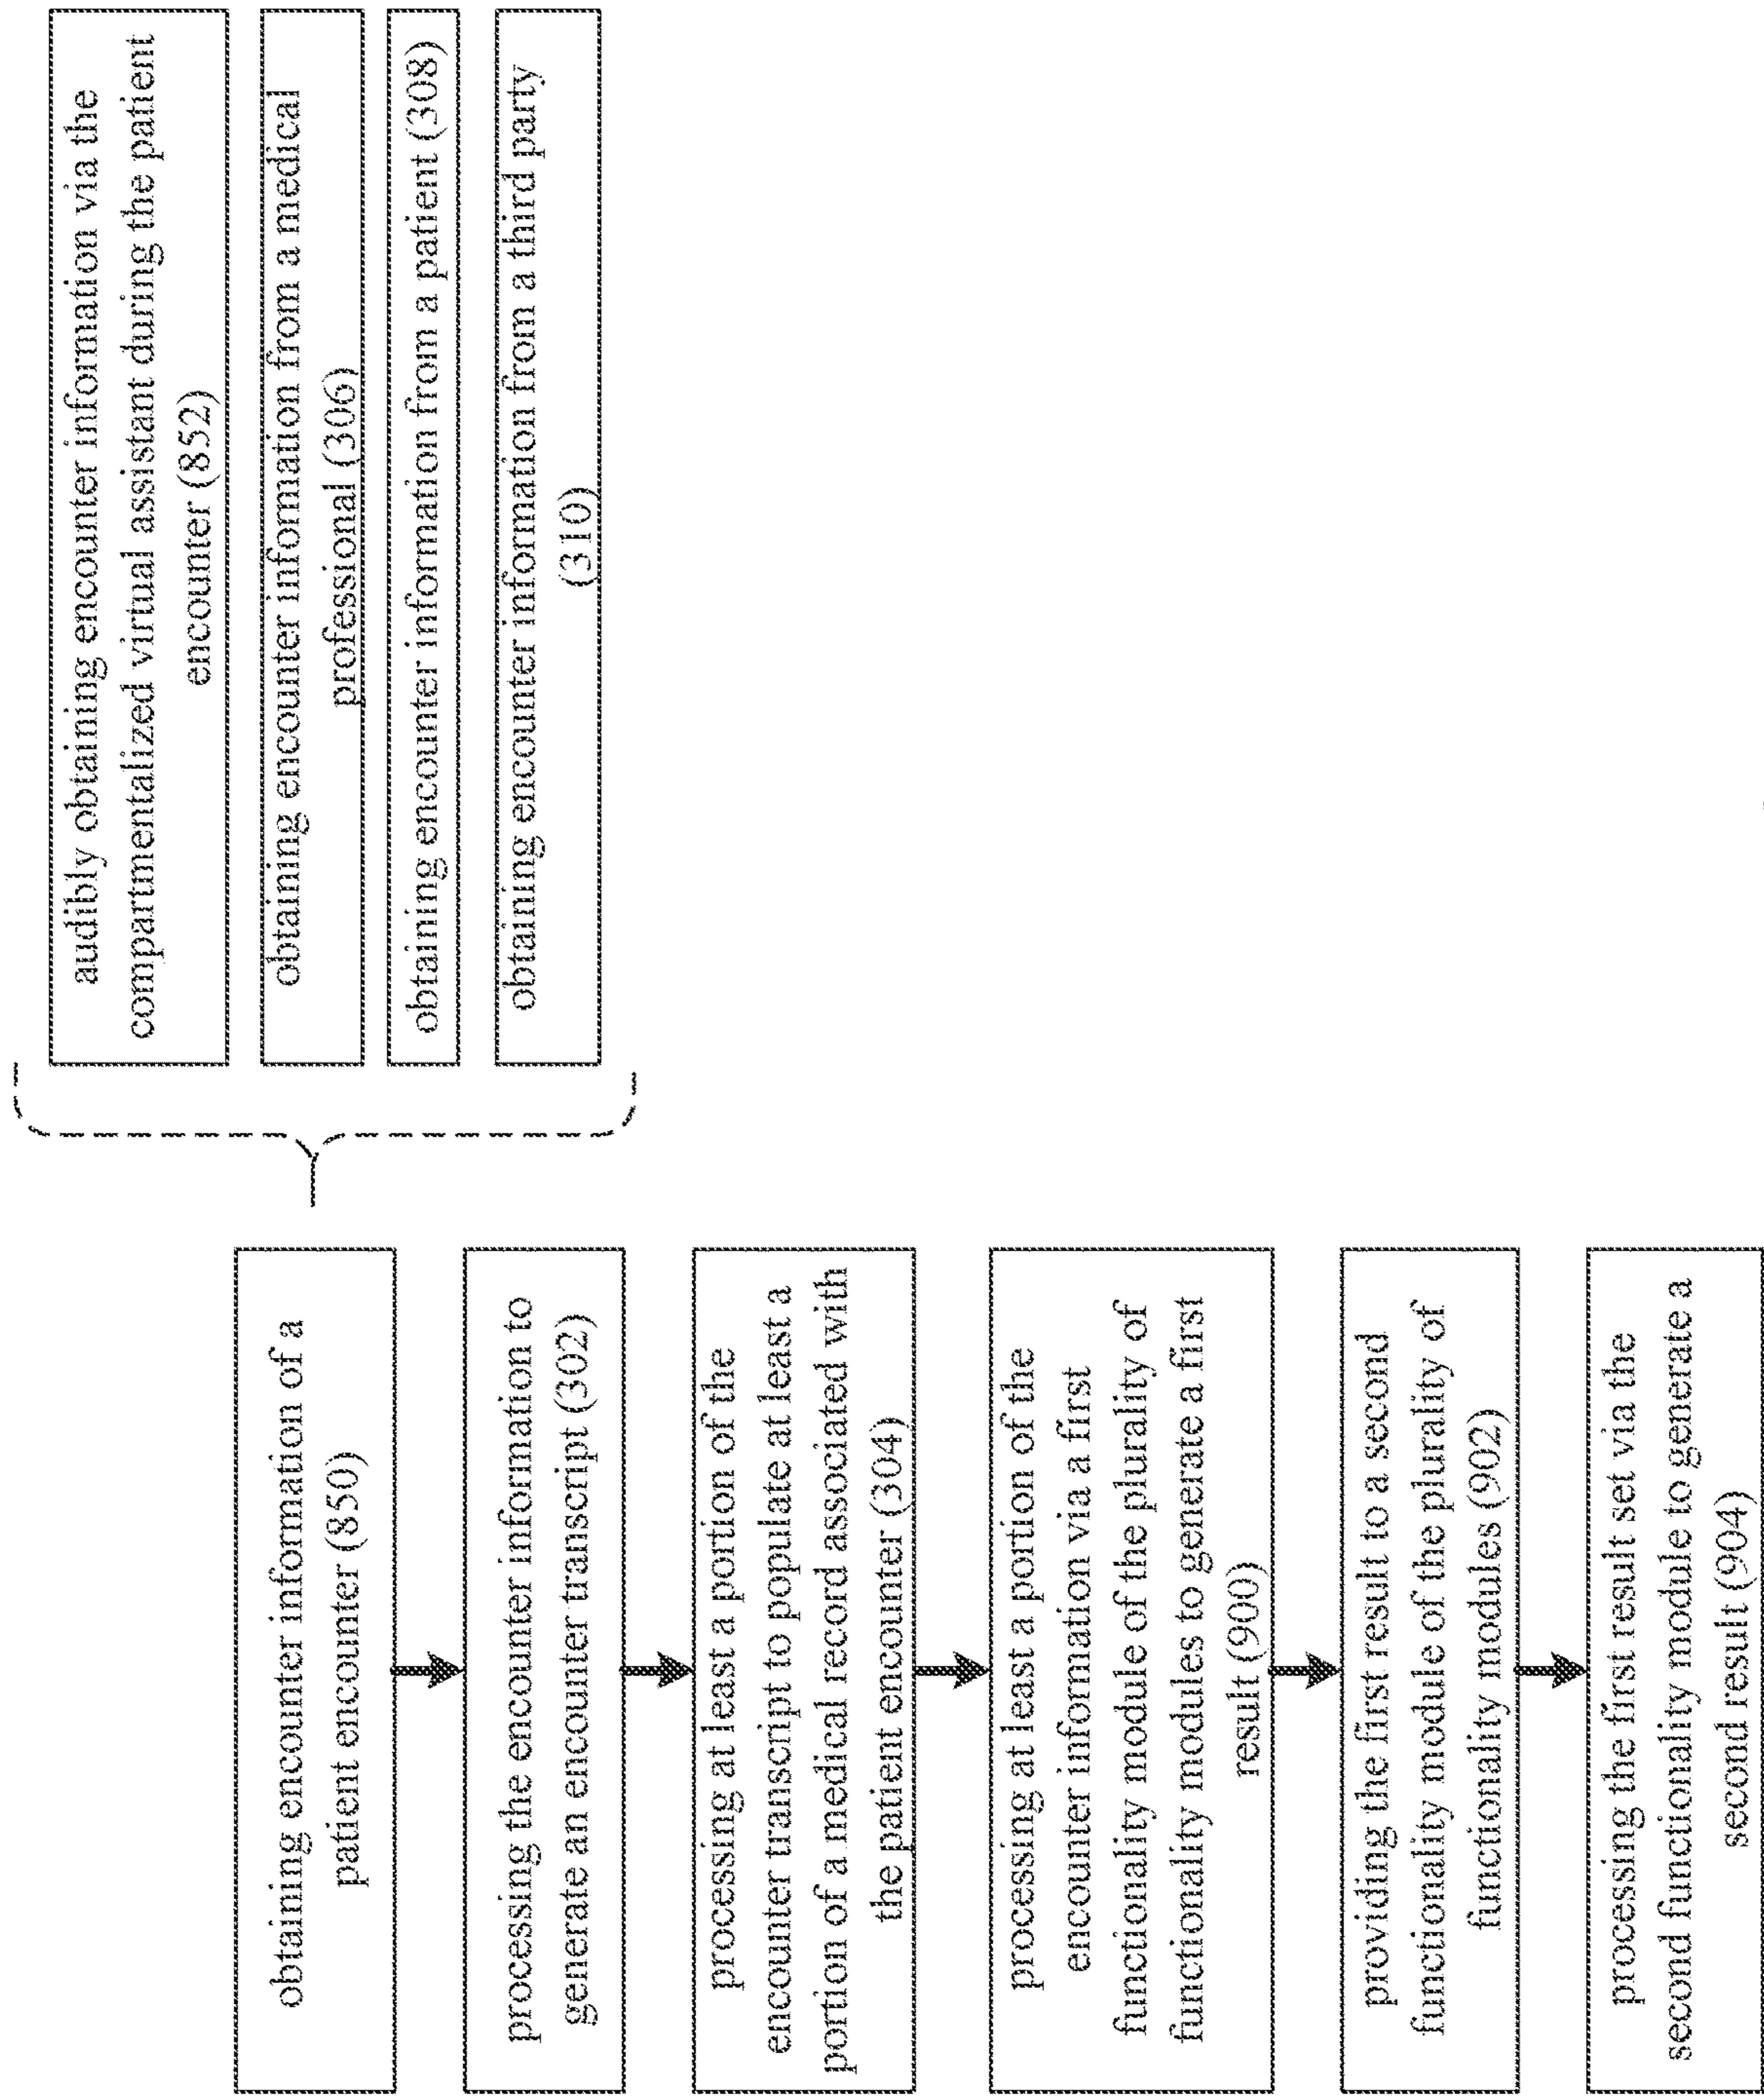 obtaining encounter information of a
patient encounter (850)
processing the encounter information to
generate an encounter transcript (302)
processing at least a portion of the
encounter transcript to populate at least a
portion of a medical record associated with
the patient encounter (304)
processing at least a portion of the
encounter information via a first
functionality module of the plurality of
functionality modules to generate a first
result (900)
providing the first result to a second
functionality module of the plurality of
functionality modules (902)
processing the first result set via the
second functionality module to generate a
second result (904)
audibly obtaining encounter information via the
compartmentalized virtual assistant during the patient
encounter (852)
obtaining encounter information from a medical
professional (306)
obtaining encounter information from a patient (308)
obtaining encounter information from a third party
(310)